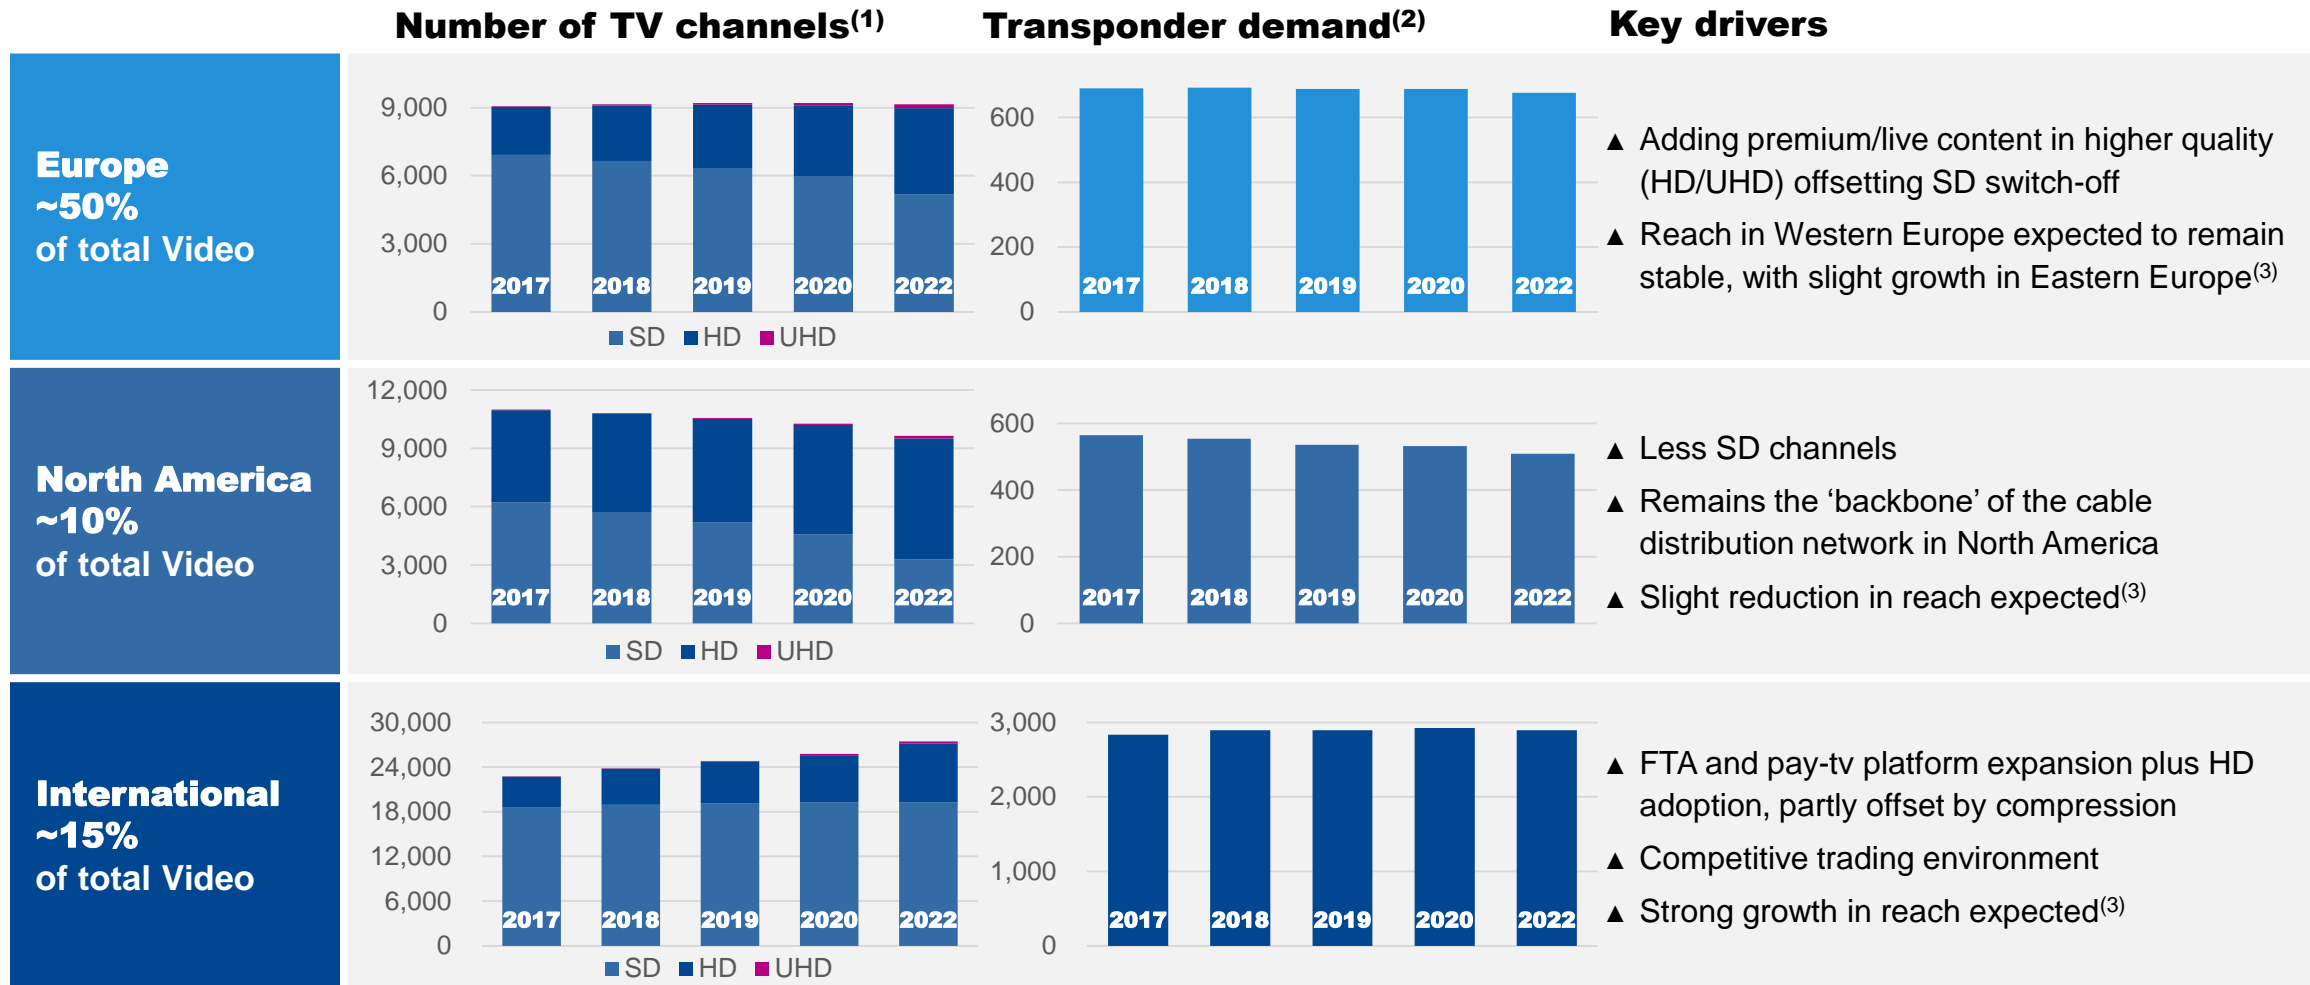 Number of TV channels(1)
Transponder demand(2)
Key drivers
Europe
~50%
of total Video
9,000
6,000
3,000
0
2017 2018 2019 2020 2022
SD HD UHD
600
400
200
0
2017 2018 2019 2020 2022
▲ Adding premium/live content in higher quality
(HD/UHD) offsetting SD switch-off
▲ Reach in Western Europe expected to remain
stable, with slight growth in Eastern Europe(3)
North America
~10%
of total Video
12,000
9,000
6,000
3,000
0
2017 2018 2019 2020 2022
SD HD UHD
600
400
200
0
2017 2018 2019 2020 2022
▲ Less SD channels
▲ Remains the ‘backbone’ of the cable
distribution network in North America
▲ Slight reduction in reach expected(3)
International
~15%
of total Video
30,000
24,000
18,000
12,000
6,000
0
2017 2018 2019 2020 2022
SD HD UHD
3,000
2,000
1,000
0
2017 2018 2019 2020 2022
▲ FTA and pay-tv platform expansion plus HD
adoption, partly offset by compression
▲ Competitive trading environment
▲ Strong growth in reach expected(3)